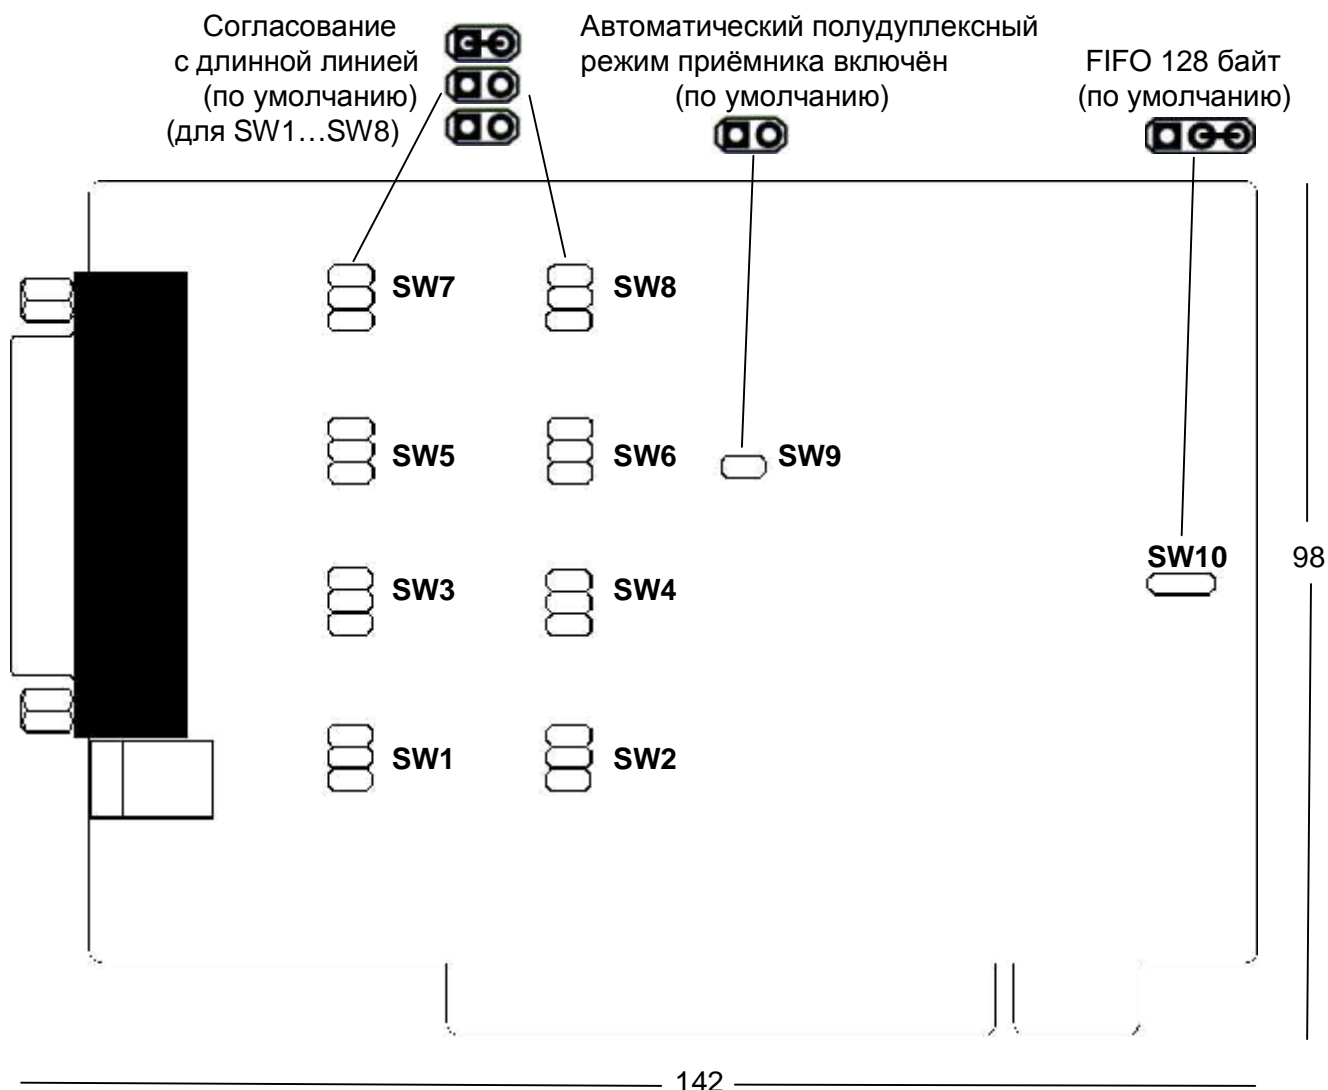 Согласование
с длинной линией
(по умолчанию)
(для SW1…SW8)
Автоматический полудуплексный
режим приёмника включён
(по умолчанию)
FIFO 128 байт
(по умолчанию)
SW7
SW8
SW5
SW6
SW9
SW10
98
SW3
SW4
SW1
SW2
142